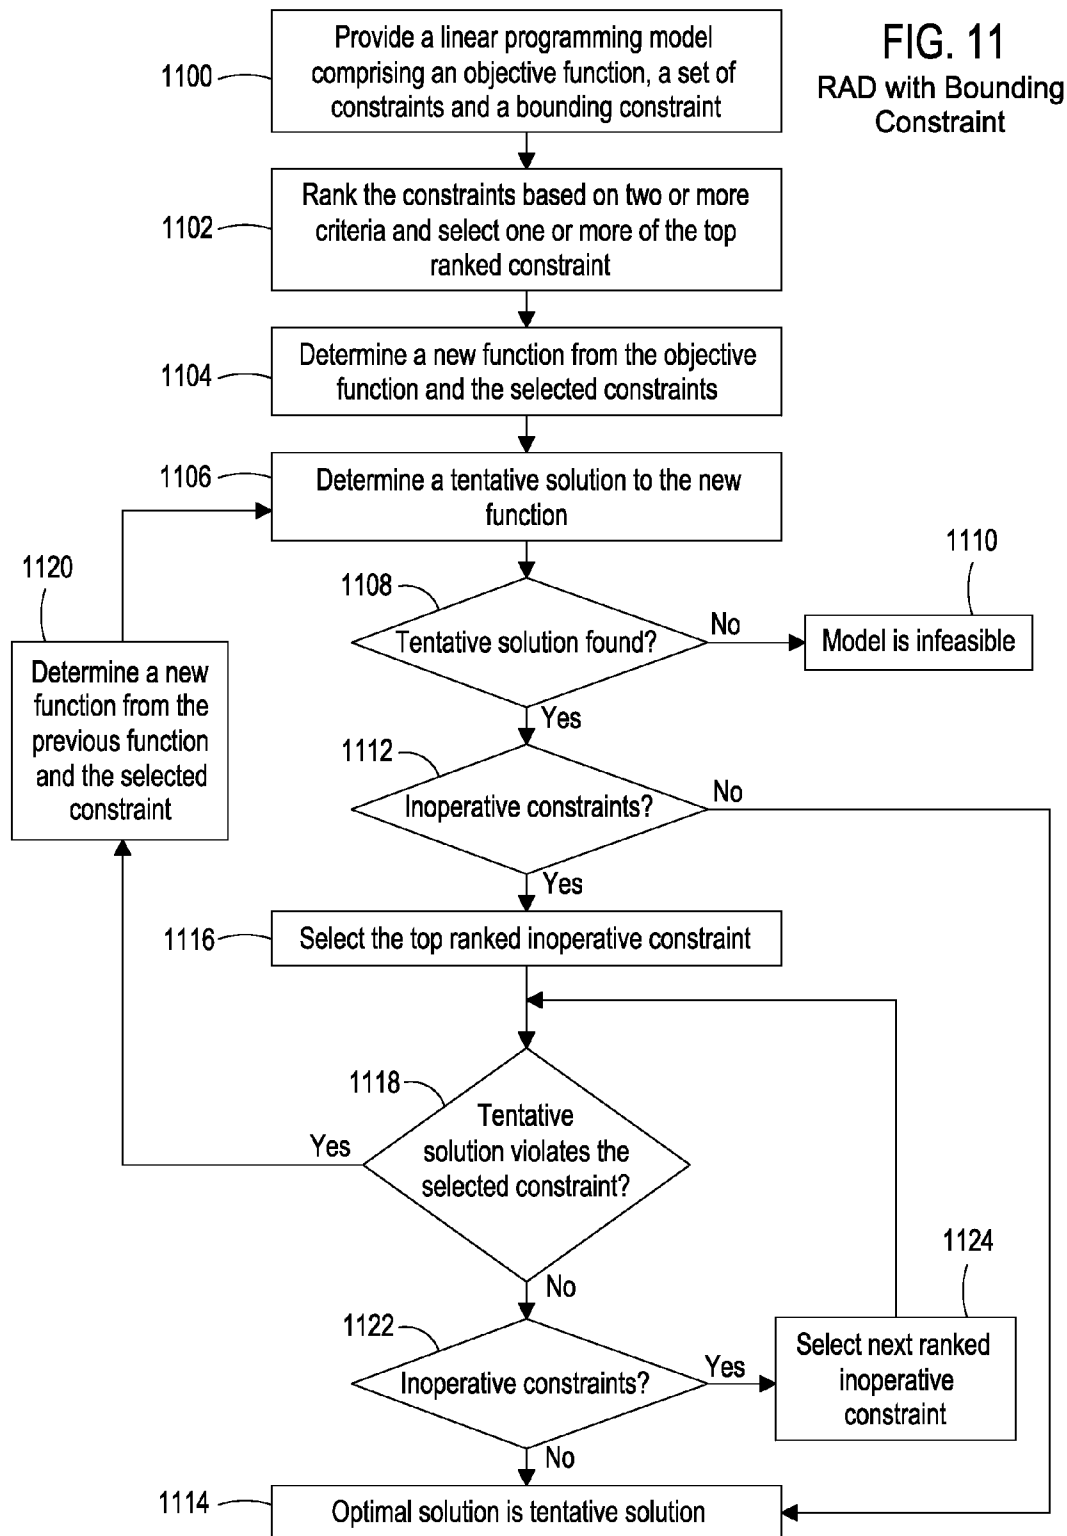 FIG. 11
RAD with Bounding
Constraint
1100
Provide a linear programming model
comprising an objective function, a set of
constraints and a bounding constraint
1102
Rank the constraints based on two or more
criteria and select one or more of the top
ranked constraint
1104
Determine a new function from the objective
function and the selected constraints
1106
Determine a tentative solution to the new
function
1108
Tentative solution found?
No
1110
Model is infeasible
Yes
1120
Determine a new
function from the
previous function
and the selected
constraint
1112
Inoperative constraints?
No
Yes
1116
Select the top ranked inoperative constraint
1118
Tentative
solution violates the
selected constraint?
Yes
No
1122
Inoperative constraints?
Yes
1124
Select next ranked
inoperative
constraint
No
1114
Optimal solution is tentative solution